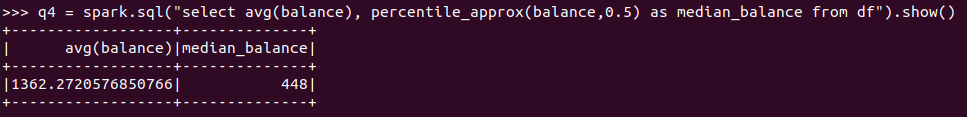 >>> q4 = spark.sql("select avg(balance), percentile_approx(balance,0.5) as median_balance from df").show()
+------------------+--------------+
|      avg(balance)|median_balance|
+------------------+--------------+
|1362.2720576850766|           448|
+------------------+--------------+